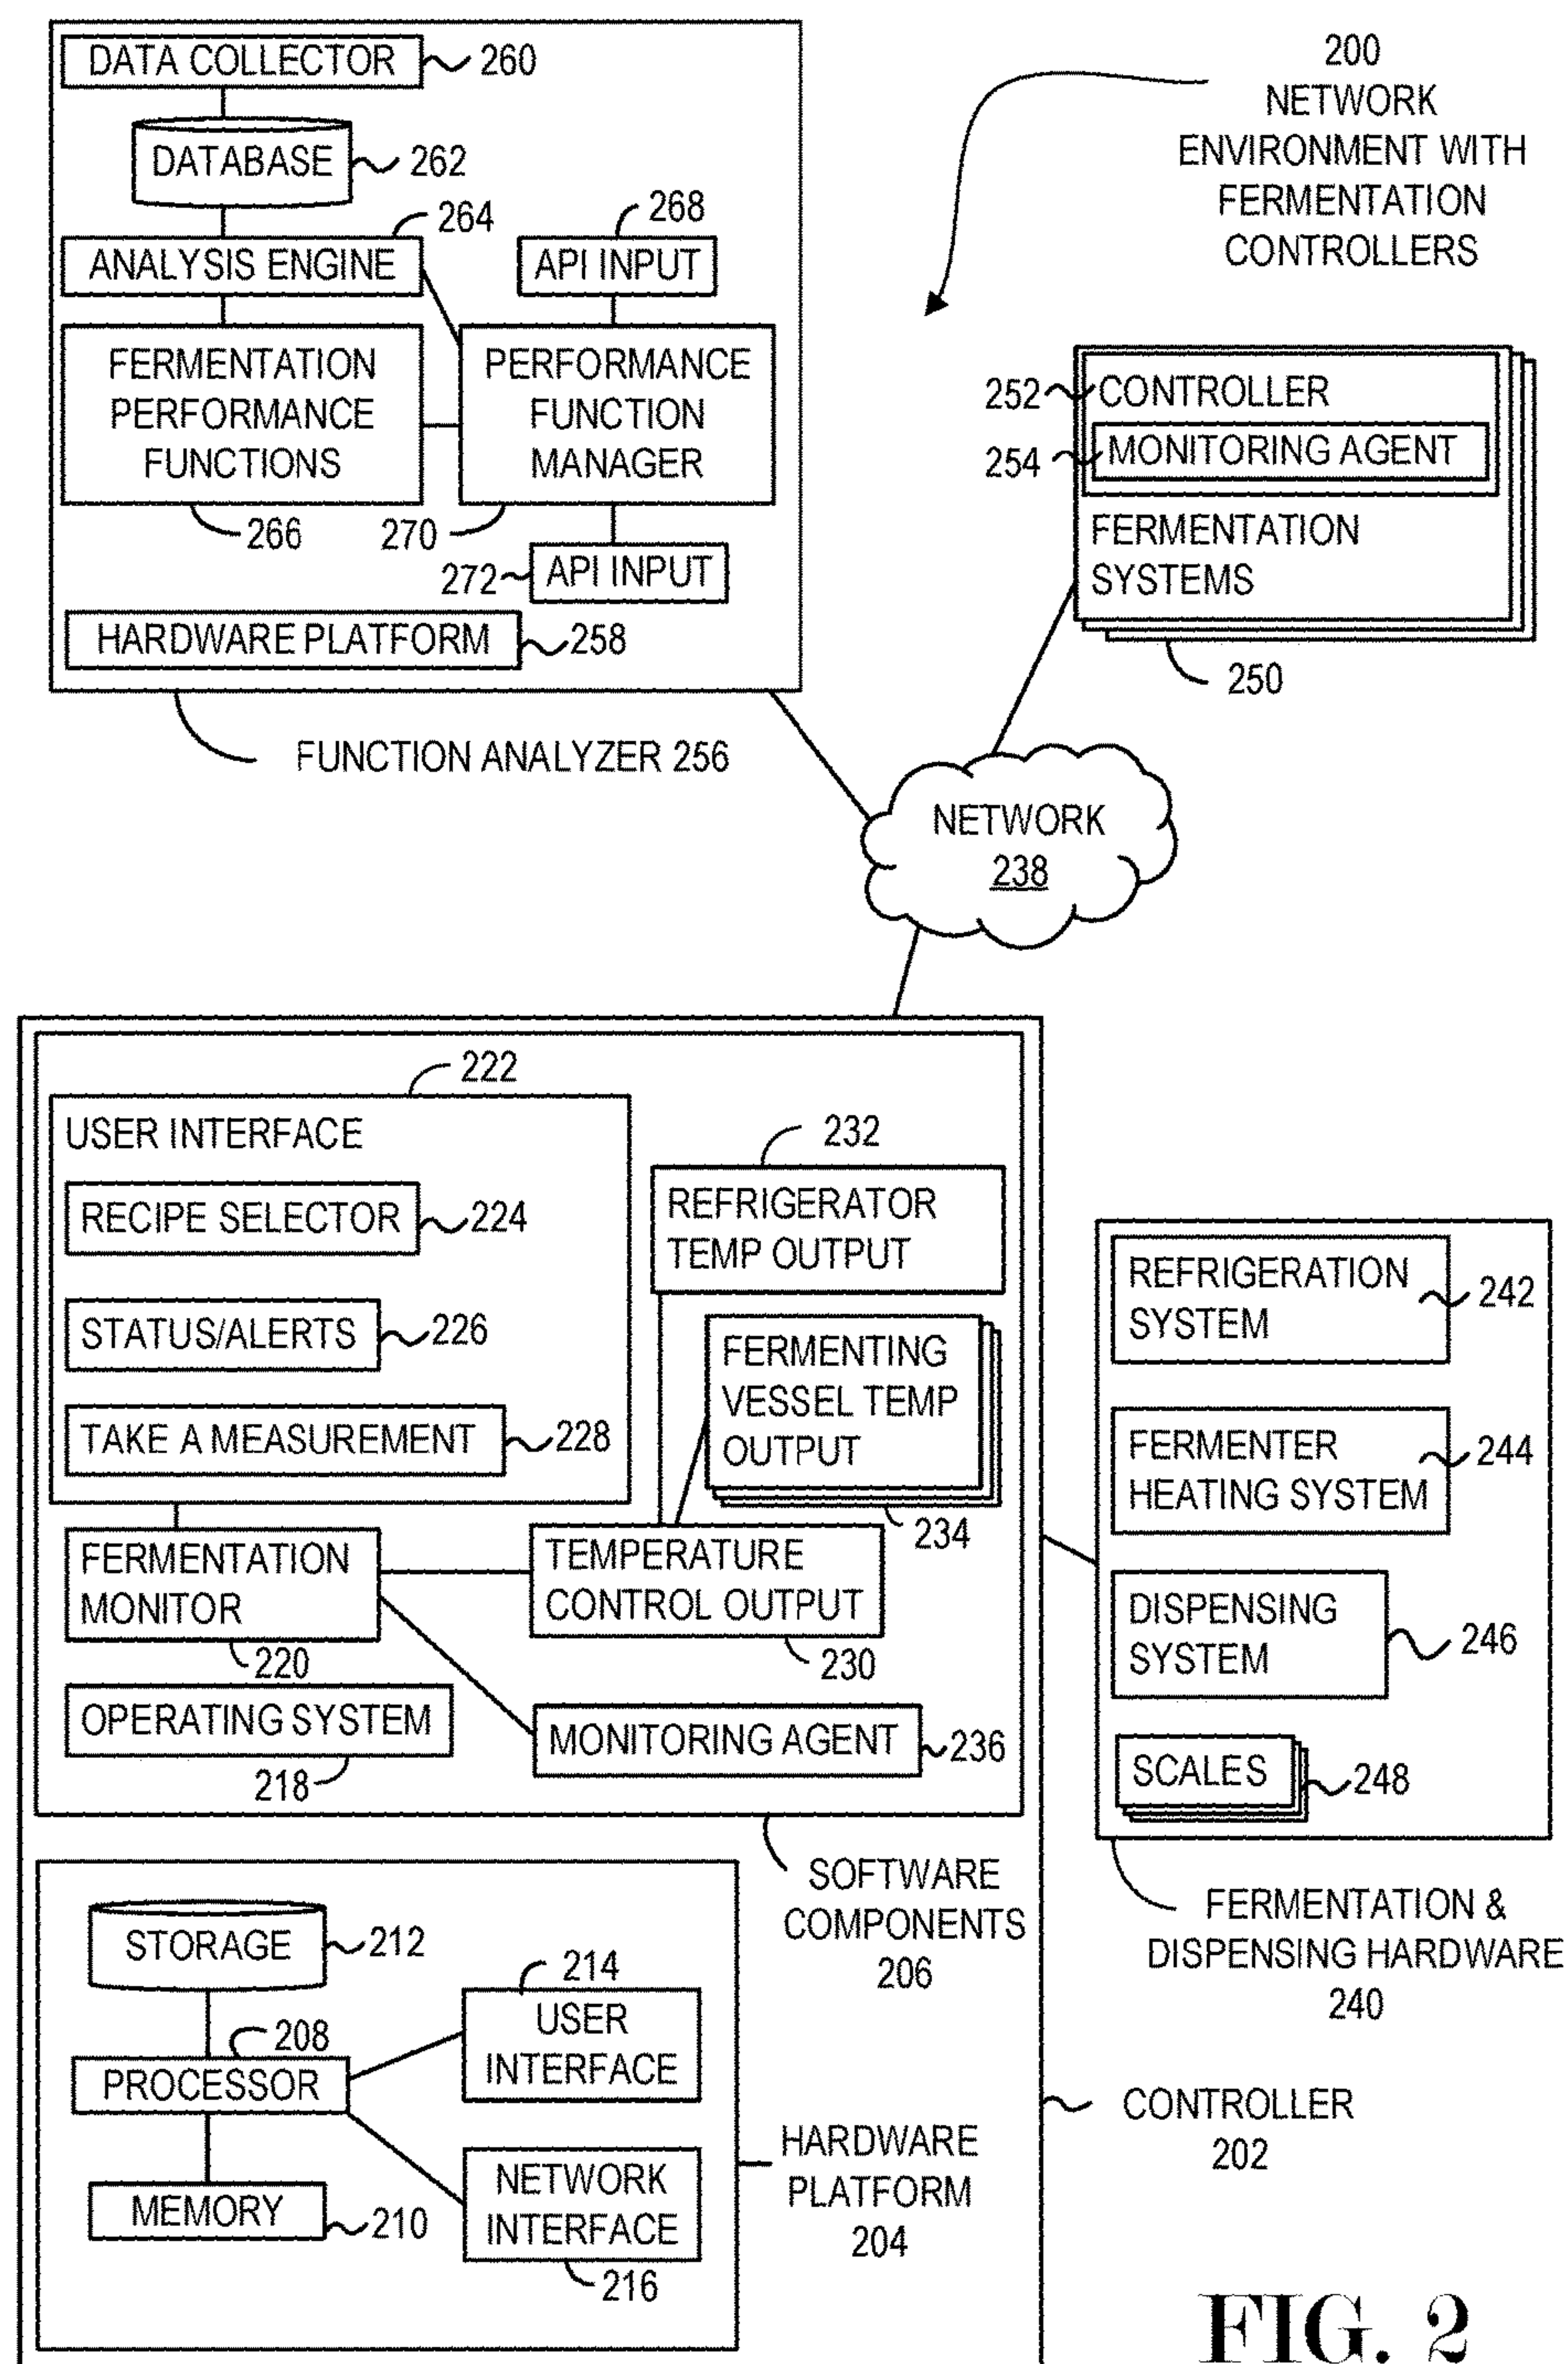 DATA COLLECTOR 260
DATABASE 262
264
ANALYSIS ENGINE
268
API INPUT
FERMENTATION
PERFORMANCE
FUNCTIONS
266
PERFORMANCE
FUNCTION
MANAGER
270
272 API INPUT
HARDWARE PLATFORM 258
FUNCTION ANALYZER 256
200
NETWORK
ENVIRONMENT WITH
FERMENTATION
CONTROLLERS
252 CONTROLLER
254 MONITORING AGENT
FERMENTATION
SYSTEMS
250
NETWORK
238
222
USER INTERFACE
RECIPE SELECTOR 224
STATUS/ALERTS 226
TAKE A MEASUREMENT 228
232
REFRIGERATOR
TEMP OUTPUT
FERMENTING
VESSEL TEMP
OUTPUT
234
FERMENTATION
MONITOR
220
TEMPERATURE
CONTROL OUTPUT
230
OPERATING SYSTEM
218
MONITORING AGENT 236
SOFTWARE
COMPONENTS
206
REFRIGERATION
SYSTEM
242
FERMENTER
HEATING SYSTEM
244
DISPENSING
SYSTEM
246
SCALES 248
FERMENTATION &
DISPENSING HARDWARE
240
STORAGE 212
208
PROCESSOR
MEMORY 210
214
USER
INTERFACE
NETWORK
INTERFACE
216
HARDWARE
PLATFORM
204
CONTROLLER
202
FIG. 2